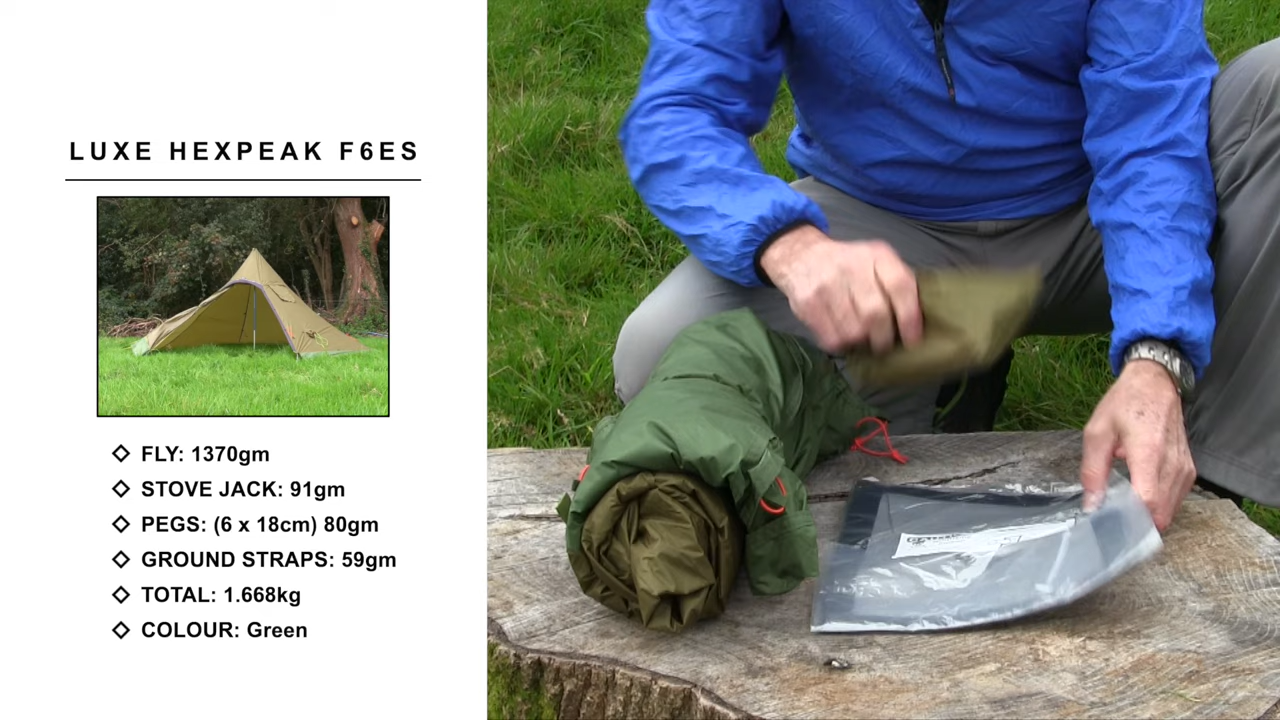 LUXE HEXPEAK F6ES
FLY: 1370gm
STOVE JACK: 91gm
PEGS: (6 x 18cm) 80gm
GROUND STRAPS: 59gm
TOTAL: 1.668kg
COLOUR: Green